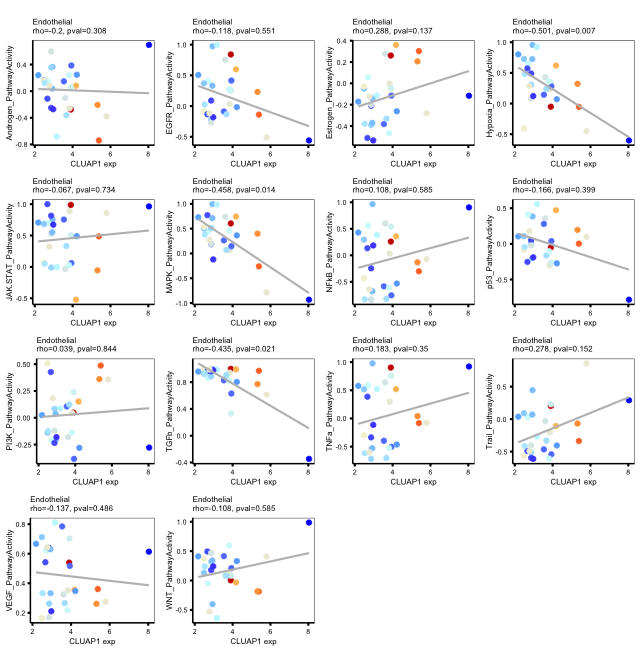 Endothelial
rho=-0.2, pval=0.308
Androgen_PathwayActivity
0.8
0.4
0.0
-0.4
-0.8
2 4 6 8
CLUAP1 exp
Endothelial
rho=-0.118, pval=0.551
EGFR_PathwayActivity
1.0
0.5
0.0
-0.5
2 4 6 8
CLUAP1 exp
Endothelial
rho=0.288, pval=0.137
Estrogen_PathwayActivity
0.4
0.2
0.0
-0.2
-0.4
2 4 6 8
CLUAP1 exp
Endothelial
rho=-0.501, pval=0.007
Hypoxia_PathwayActivity
1.0
0.5
0.0
-0.5
2 4 6 8
CLUAP1 exp
Endothelial
rho=-0.067, pval=0.734
JAK-STAT_PathwayActivity
1.0
0.5
0.0
-0.5
2 4 6 8
CLUAP1 exp
Endothelial
rho=-0.458, pval=0.014
MAPK_PathwayActivity
1.0
0.5
0.0
-0.5
-1.0
2 4 6 8
CLUAP1 exp
Endothelial
rho=0.108, pval=0.585
NFkB_PathwayActivity
1.0
0.5
0.0
-0.5
2 4 6 8
CLUAP1 exp
Endothelial
rho=-0.166, pval=0.399
p53_PathwayActivity
0.5
0.0
-0.5
2 4 6 8
CLUAP1 exp
Endothelial
rho=0.039, pval=0.844
PI3K_PathwayActivity
0.50
0.25
0.00
-0.25
2 4 6 8
CLUAP1 exp
Endothelial
rho=-0.435, pval=0.021
TGFb_PathwayActivity
0.8
0.4
0.0
-0.4
2 4 6 8
CLUAP1 exp
Endothelial
rho=0.183, pval=0.35
TNFa_PathwayActivity
1.0
0.5
0.0
-0.5
2 4 6 8
CLUAP1 exp
Endothelial
rho=0.278, pval=0.152
Trail_PathwayActivity
0.5
0.0
-0.5
2 4 6 8
CLUAP1 exp
Endothelial
rho=-0.137, pval=0.486
VEGF_PathwayActivity
0.8
0.6
0.4
0.2
2 4 6 8
CLUAP1 exp
Endothelial
rho=-0.108, pval=0.585
WNT_PathwayActivity
1.0
0.5
0.0
-0.5
2 4 6 8
CLUAP1 exp